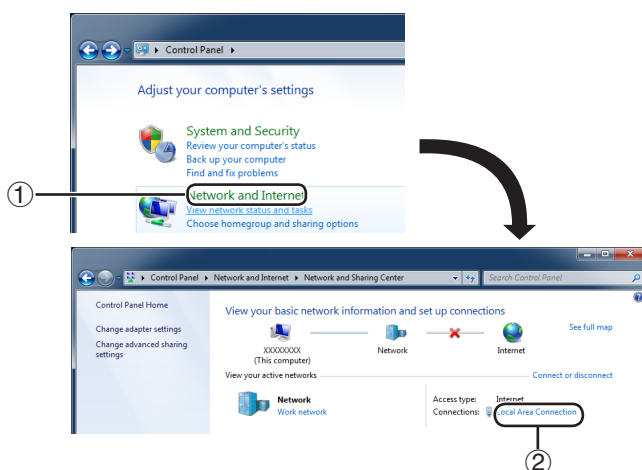 Control Panel
Adjust your computer's settings
System and Security
Review your computer's status
Back up your computer
Find and fix problems
① Network and Internet
View network status and tasks
Choose homegroup and sharing options
Control Panel Network and Internet Network and Sharing Center Search Control Panel
Control Panel Home
Change adapter settings
Change advanced sharing
settings
View your basic network information and set up connections
See full map
XXXXXXXX Network Internet
(This computer)
View your active networks Connect or disconnect
Network Access type: Internet
Work network Connections: Local Area Connection
②